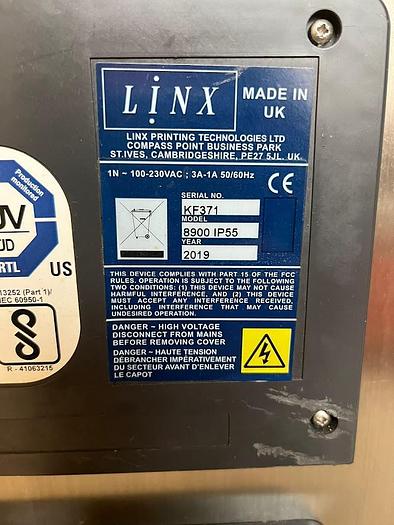 LINX
MADE IN
UK
LINX PRINTING TECHNOLOGIES LTD
COMPASS POINT BUSINESS PARK
ST.IVES, CAMBRIDGESHIRE, PE27 5JL. UK.
1N ~ 100-230VAC ; 3A-1A 50/60Hz
CE
SERIAL NO.
KF371
MODEL
8900 IP55
YEAR
2019
THIS DEVICE COMPLIES WITH PART 15 OF THE FCC
RULES. OPERATION IS SUBJECT TO THE FOLLOWING
TWO CONDITIONS: (1) THIS DEVICE MAY NOT CAUSE
HARMFUL INTERFERENCE, AND (2) THIS DEVICE
MUST ACCEPT ANY INTERFERENCE RECEIVED,
INCLUDING INTERFERENCE THAT MAY CAUSE
UNDESIRED OPERATION.
DANGER ~ HIGH VOLTAGE
DISCONNECT FROM MAINS
BEFORE REMOVING COVER
DANGER ~ HAUTE TENSION
DÉBRANCHER IMPÉRATIVEMENT
DU SECTEUR AVANT D'ENLEVER
LE CAPOT
Production
monitored
US
R - 41063215